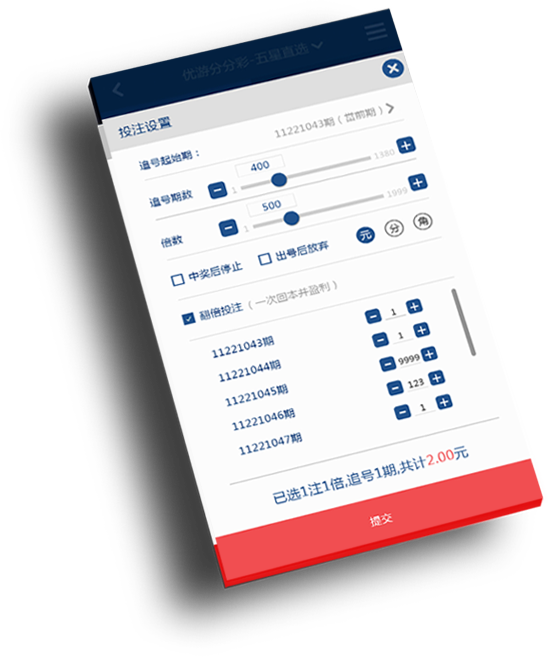 优游分分彩-五星直选
投注设置
追号起始期： 11221043期（当前期）
400
追号期数 1 1380
500
倍数 1 1999
中奖后停止 出号后放弃 元 分 角
翻倍投注（一次回本并盈利）
11221043期 1
11221044期 1
11221045期 9999
11221046期 123
11221047期 1
已选1注1倍,追号1期,共计2.00元
提交